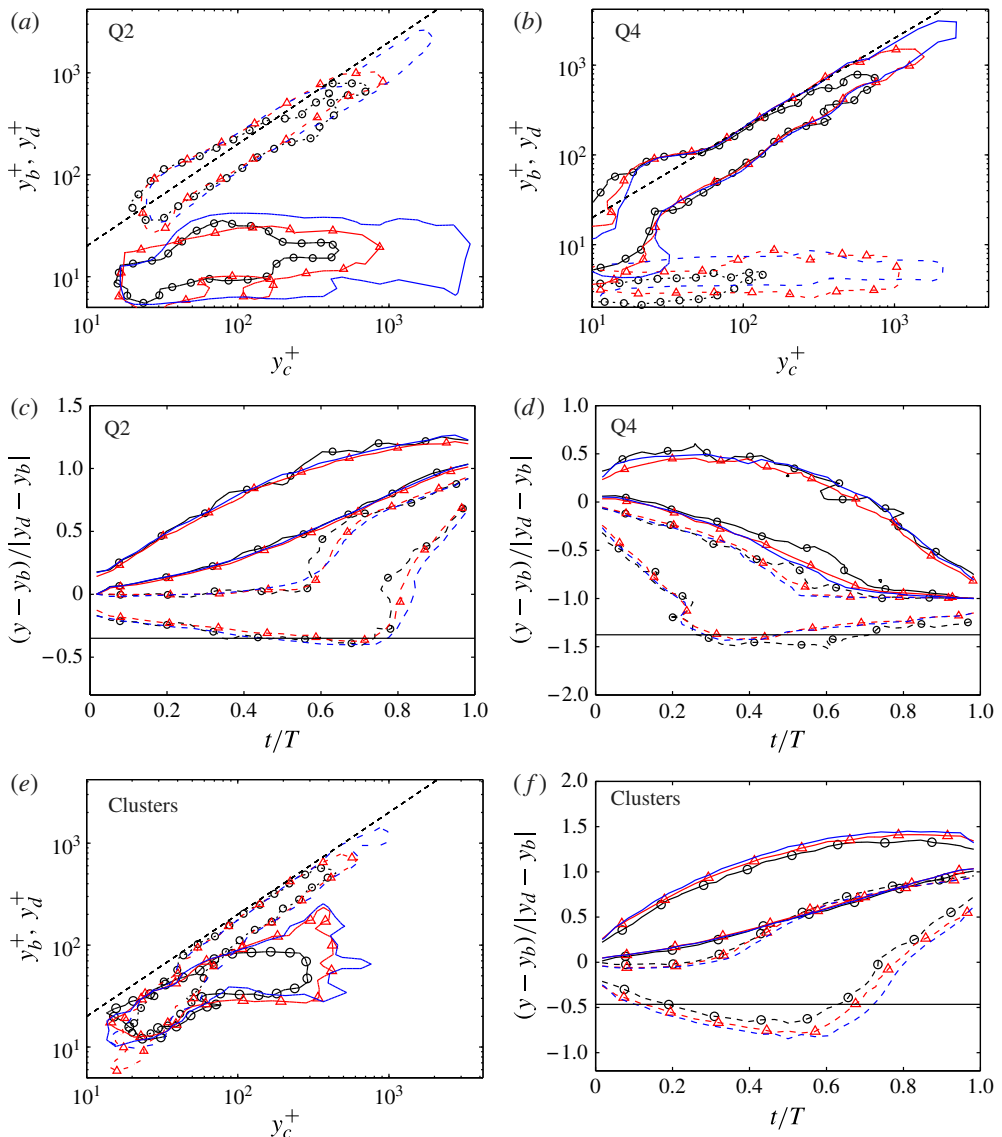 (a)
Q2
10^3
10^2
10^1
y_b^+, y_d^+
10^1
10^2
10^3
y_c^+
(b)
Q4
10^3
10^2
10^1
y_b^+, y_d^+
10^1
10^2
10^3
y_c^+
(c)
Q2
1.5
1.0
0.5
0
−0.5
(y − y_b)/|y_d − y_b|
0
0.2
0.4
0.6
0.8
1.0
t/T
(d)
Q4
1.0
0.5
0
−0.5
−1.0
−1.5
−2.0
(y − y_b)/|y_d − y_b|
0
0.2
0.4
0.6
0.8
1.0
t/T
(e)
Clusters
10^3
10^2
10^1
y_b^+, y_d^+
10^1
10^2
10^3
y_c^+
(f)
Clusters
2.0
1.5
1.0
0.5
0
−0.5
−1.0
(y − y_b)/|y_d − y_b|
0
0.2
0.4
0.6
0.8
1.0
t/T